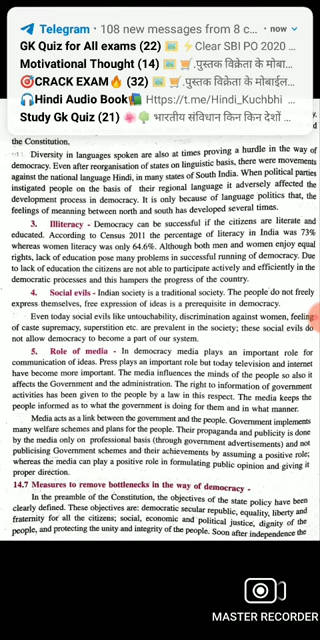 Telegram • 108 new messages from 8 c... • now
GK Quiz for All exams (22) ⚡Clear SBI PO 2020 ...
Motivational Thought (14) पुस्तक विक्रेता के मोबा...
🎯CRACK EXAM🔥 (32) पुस्तक विक्रेता के मोबाईल...
🎧Hindi Audio Book Https://t.me/Hindi_Kuchbhi ...
Study Gk Quiz (21) भारतीय संविधान किन किन देशों ...
the Constitution.
Diversity in languages spoken are also at times proving a hurdle in the way of
democracy. Even after reorganisation of states on linguistic basis, there were movements
against the national language Hindi, in many states of South India. When political parties
instigated people on the basis of their regional language it adversely affected the
development process in democracy. It is only because of language politics that, the
feelings of meanning between north and south has developed several times.
3. Illiteracy - Democracy can be successful if the citizens are literate and
educated. According to Census 2011 the percentage of literacy in India was 73%
whereas women literacy was only 64.6%. Although both men and women enjoy equal
rights, lack of education pose many problems in successful running of democracy. Due
to lack of education the citizens are not able to participate actively and efficiently in the
democratic processes and this hampers the progress of the country.
4. Social evils - Indian society is a traditional society. The people do not freely
express themselves, free expression of ideas is a prerequisite in democracy.
Even today social evils like untouchability, discrimination against women, feeling
of caste supremacy, superstition etc. are prevalent in the society; these social evils do
not allow democracy to become a part of our system.
5. Role of media - In democracy media plays an important role for
communication of ideas. Press plays an important role but today television and internet
have become more important. The media influences the minds of the people so also it
affects the Government and the administration. The right to information of government
activities has been given to the people by a law in this respect. The media keeps the
people informed as to what the government is doing for them and in what manner.
Media acts as a link between the government and the people. Government implements
many welfare schemes and plans for the people. Their propaganda and publicity is done
by the media only on professional basis (through government advertisements) and not
publicising Government schemes and their achievements by assuming a positive role;
whereas the media can play a positive role in formulating public opinion and giving it
proper direction.
14.7 Measures to remove bottlenecks in the way of democracy -
In the preamble of the Constitution, the objectives of the state policy have been
clearly defined. These objectives are: democratic secular republic, equality, liberty and
fraternity for all the citizens; social, economic and political justice, dignity of the
people, and protecting the unity and integrity of the people. Soon after independence the
MASTER RECORDER